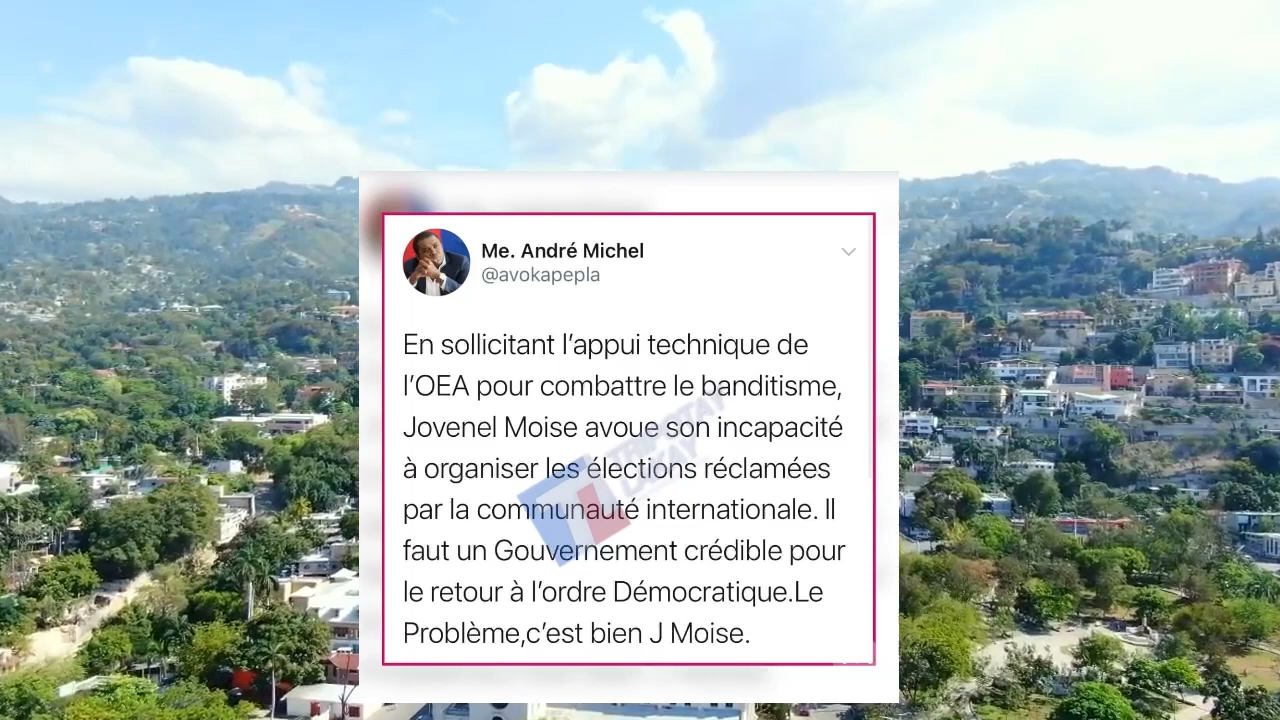 Me. André Michel
@avokapepla
En sollicitant l’appui technique de
l’OEA pour combattre le banditisme,
Jovenel Moise avoue son incapacité
à organiser les élections réclamées
par la communauté internationale. Il
faut un Gouvernement crédible pour
le retour à l’ordre Démocratique.Le
Problème,c’est bien J Moise.